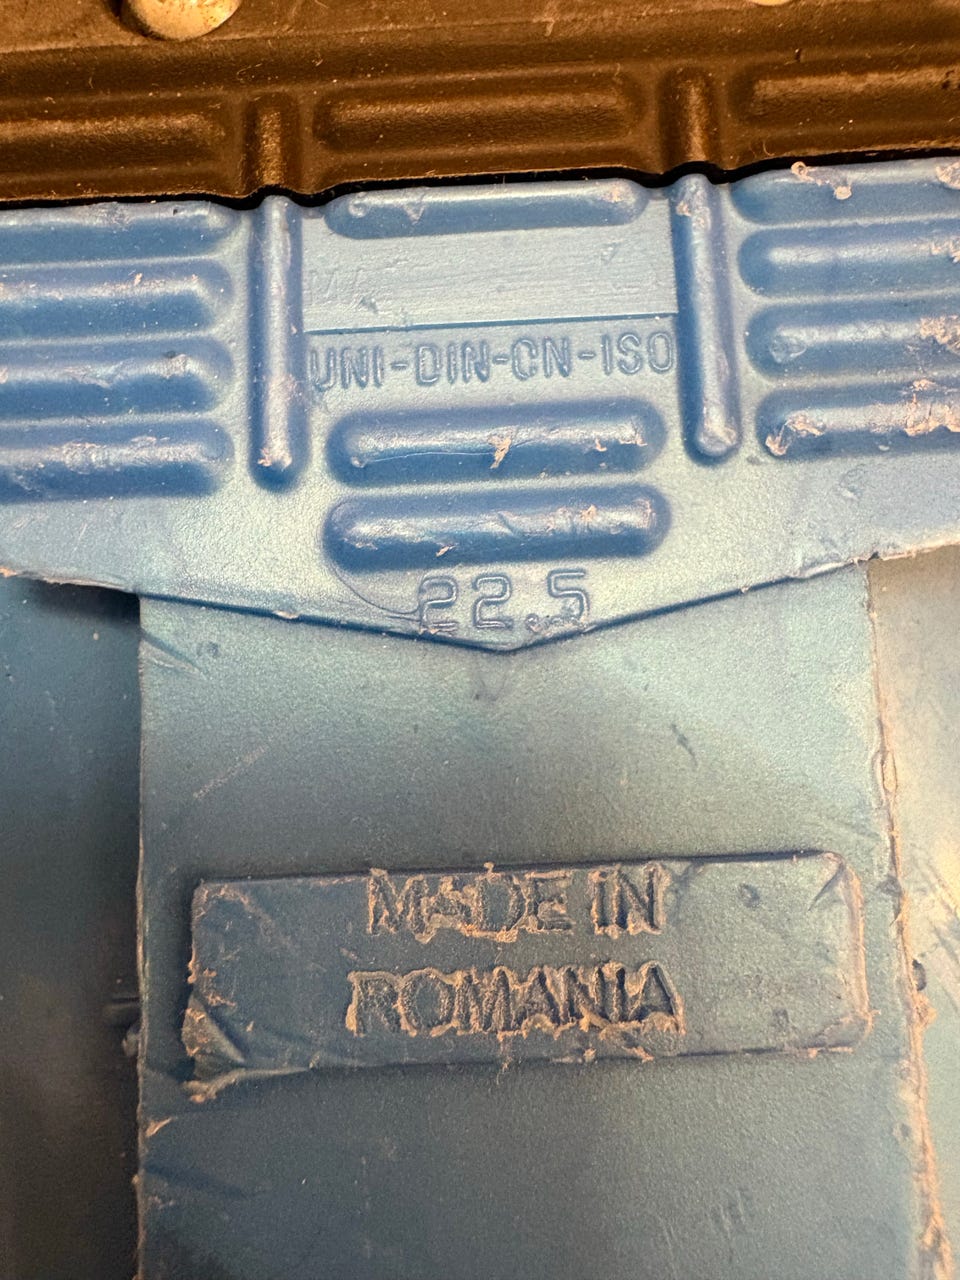 UNI-DIN-CN-ISO
22.5
MADE IN
ROMANIA